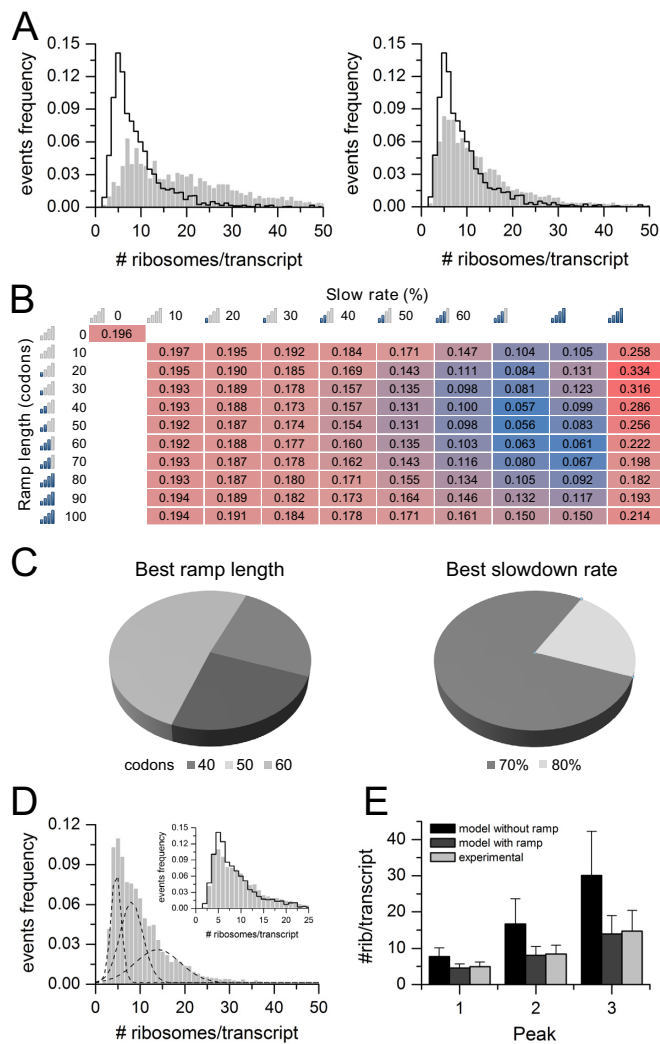 A
0.15
0.12
0.09
0.06
0.03
0.00
events frequency
0 10 20 30 40 50
# ribosomes/transcript
0.15
0.12
0.09
0.06
0.03
0.00
events frequency
0 10 20 30 40 50
# ribosomes/transcript
B
Slow rate (%)
0 10 20 30 40 50 60
Ramp length (codons)
0 0.196
10 0.197 0.195 0.192 0.184 0.171 0.147 0.104 0.105 0.258
20 0.195 0.190 0.185 0.169 0.143 0.111 0.084 0.131 0.334
30 0.193 0.189 0.178 0.157 0.135 0.098 0.081 0.123 0.316
40 0.193 0.188 0.173 0.157 0.131 0.100 0.057 0.099 0.286
50 0.192 0.187 0.174 0.154 0.131 0.098 0.056 0.083 0.256
60 0.192 0.188 0.177 0.160 0.135 0.103 0.063 0.061 0.222
70 0.193 0.187 0.178 0.162 0.143 0.116 0.080 0.067 0.198
80 0.193 0.187 0.180 0.171 0.155 0.134 0.105 0.092 0.182
90 0.194 0.189 0.182 0.173 0.164 0.146 0.132 0.117 0.193
100 0.194 0.191 0.184 0.178 0.171 0.161 0.150 0.150 0.214
C
Best ramp length
Best slowdown rate
codons 40 50 60
70% 80%
D
0.12
0.09
0.06
0.03
0.00
events frequency
0 10 20 30 40 50
# ribosomes/transcript
0.15
0.12
0.09
0.06
0.03
0.00
events frequency
0 5 10 15 20 25
# ribosomes/transcript
E
model without ramp
model with ramp
experimental
40
30
20
10
0
#rib/transcript
1 2 3
Peak